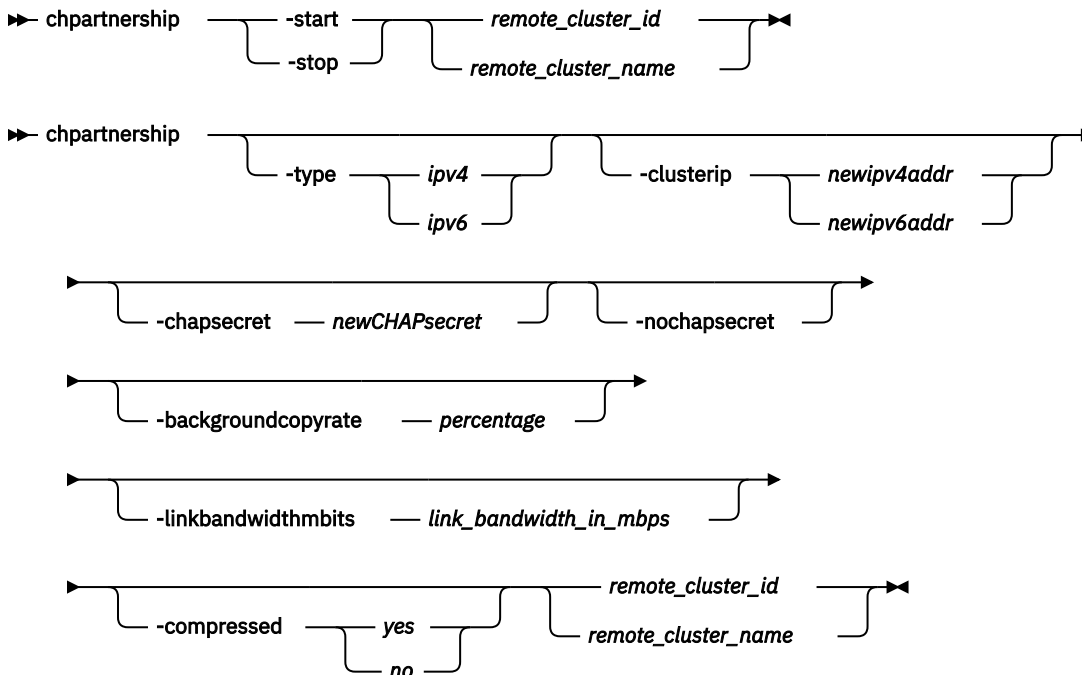 chpartnership -start remote_cluster_id
-stop remote_cluster_name
chpartnership
-type ipv4 -clusterip newipv4addr
ipv6 newipv6addr
-chapsecret newCHAPsecret -nochapsecret
-backgroundcopyrate percentage
-linkbandwidthmbits link_bandwidth_in_mbps
remote_cluster_id
-compressed yes remote_cluster_name
no